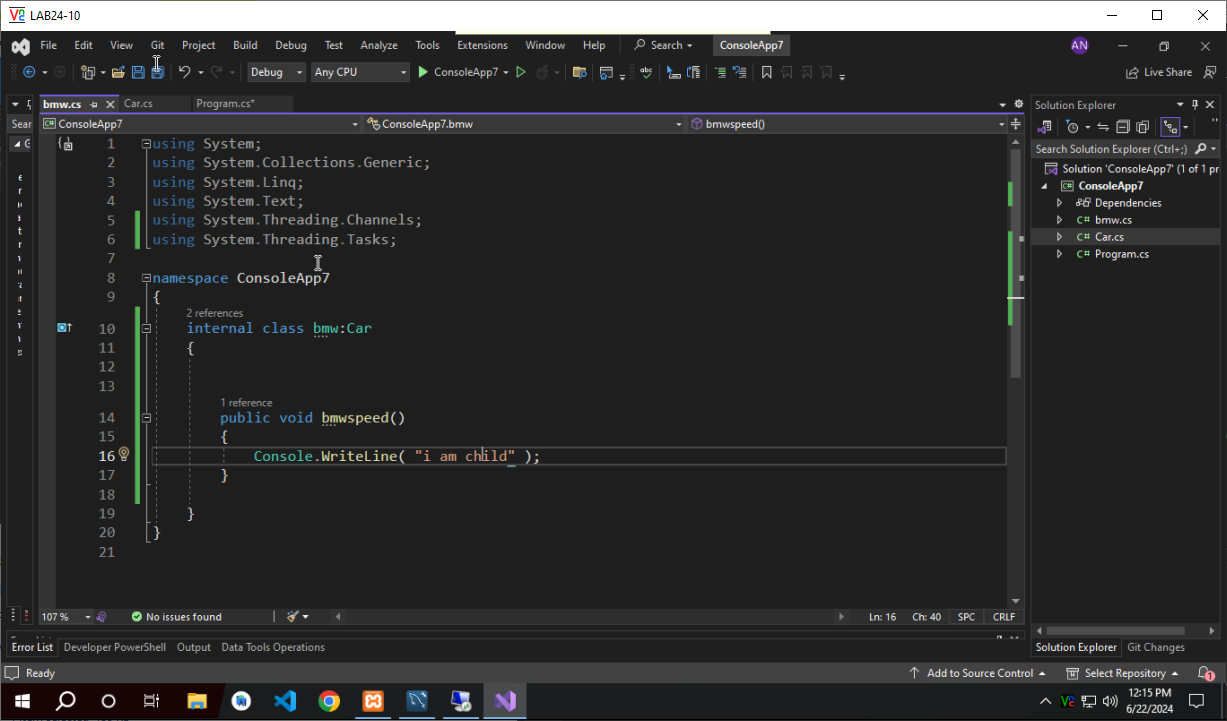 LAB24-10
File Edit View Git Project Build Debug Test Analyze Tools Extensions Window Help Search ConsoleApp7 AN
Debug Any CPU ConsoleApp7 Live Share
bmw.cs Car.cs Program.cs*
Solution Explorer
ConsoleApp7 ConsoleApp7.bmw bmwspeed()
Search Solution Explorer (Ctrl+;)
Solution 'ConsoleApp7' (1 of 1 pr
ConsoleApp7
Dependencies
C# bmw.cs
C# Car.cs
C# Program.cs
1 using System;
2 using System.Collections.Generic;
3 using System.Linq;
4 using System.Text;
5 using System.Threading.Channels;
6 using System.Threading.Tasks;
7
8 namespace ConsoleApp7
9 {
2 references
10 internal class bmw:Car
11 {
12
13
1 reference
14 public void bmwspeed()
15 {
16 Console.WriteLine( "i am child" );
17 }
18
19 }
20 }
21
107 % No issues found Ln: 16 Ch: 40 SPC CRLF
Error List Developer PowerShell Output Data Tools Operations
Solution Explorer Git Changes
Ready Add to Source Control Select Repository 1
12:15 PM
6/22/2024